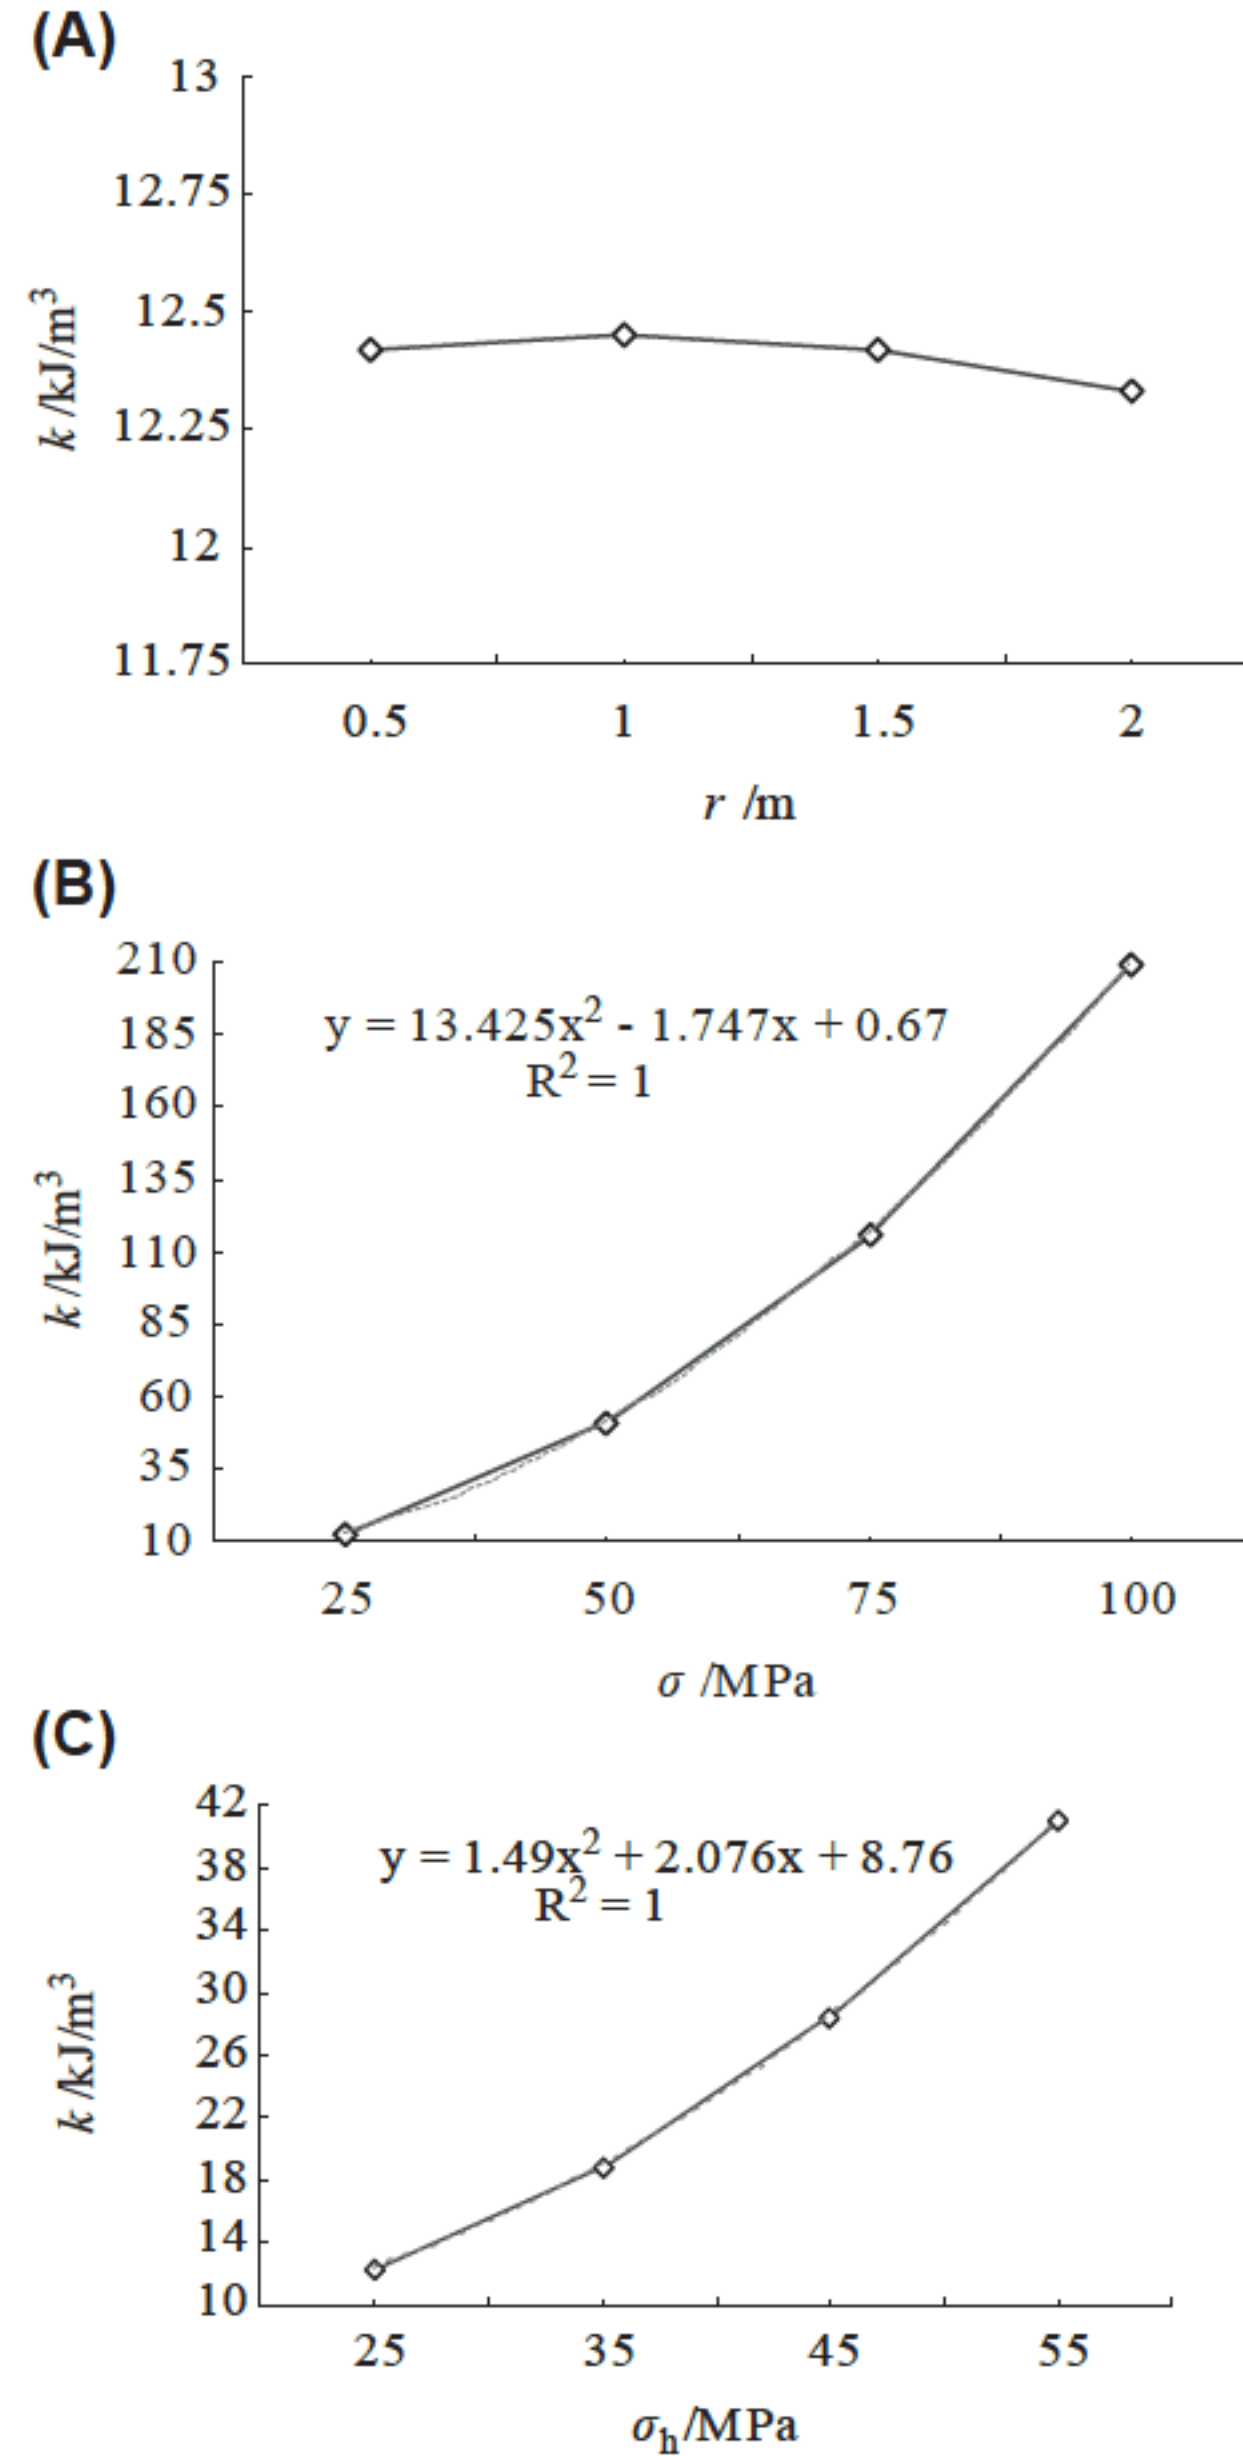 (A)
13
12.75
12.5
12.25
12
11.75
k /kJ/m³
0.5 1 1.5 2
r /m
(B)
210
185
160
135
110
85
60
35
10
k /kJ/m³
y = 13.425x² - 1.747x + 0.67
R² = 1
25 50 75 100
σ /MPa
(C)
42
38
34
30
26
22
18
14
10
k /kJ/m³
y = 1.49x² + 2.076x + 8.76
R² = 1
25 35 45 55
σh/MPa